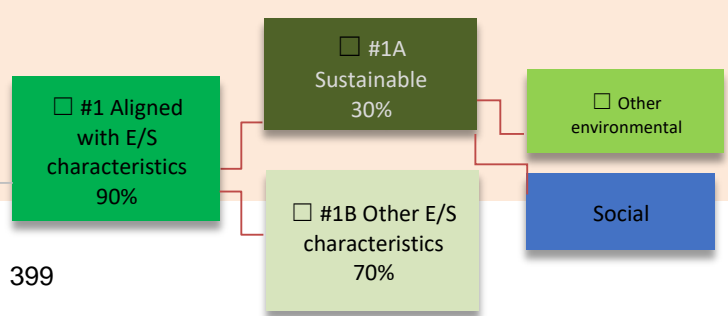 ☐ #1 Aligned
with E/S
characteristics
90%
☐ #1A
Sustainable
30%
☐ #1B Other E/S
characteristics
70%
☐ Other
environmental
Social
399